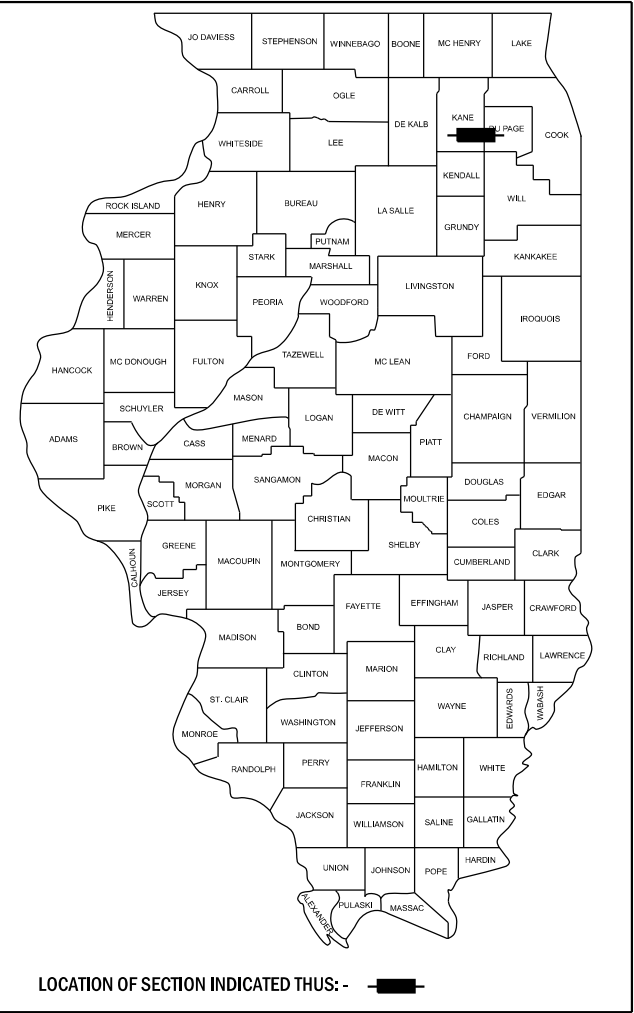 JO DAVIESS
STEPHENSON
WINNEBAGO
BOONE
MC HENRY
LAKE
CARROLL
OGLE
DE KALB
KANE
DU PAGE
COOK
WHITESIDE
LEE
KENDALL
WILL
ROCK ISLAND
HENRY
BUREAU
LA SALLE
GRUNDY
MERCER
PUTNAM
STARK
MARSHALL
KANKAKEE
HENDERSON
WARREN
KNOX
PEORIA
WOODFORD
LIVINGSTON
IROQUOIS
HANCOCK
MC DONOUGH
FULTON
TAZEWELL
MC LEAN
FORD
SCHUYLER
MASON
LOGAN
DE WITT
CHAMPAIGN
VERMILION
ADAMS
BROWN
CASS
MENARD
MACON
PIATT
PIKE
SCOTT
MORGAN
SANGAMON
CHRISTIAN
MOULTRIE
DOUGLAS
EDGAR
COLES
CALHOUN
GREENE
MACOUPIN
MONTGOMERY
SHELBY
CUMBERLAND
CLARK
JERSEY
FAYETTE
EFFINGHAM
JASPER
CRAWFORD
MADISON
BOND
CLAY
RICHLAND
LAWRENCE
CLINTON
MARION
ST. CLAIR
WAYNE
EDWARDS
WABASH
MONROE
WASHINGTON
JEFFERSON
RANDOLPH
PERRY
HAMILTON
WHITE
FRANKLIN
JACKSON
WILLIAMSON
SALINE
GALLATIN
UNION
JOHNSON
POPE
HARDIN
ALEXANDER
PULASKI
MASSAC
LOCATION OF SECTION INDICATED THUS: -